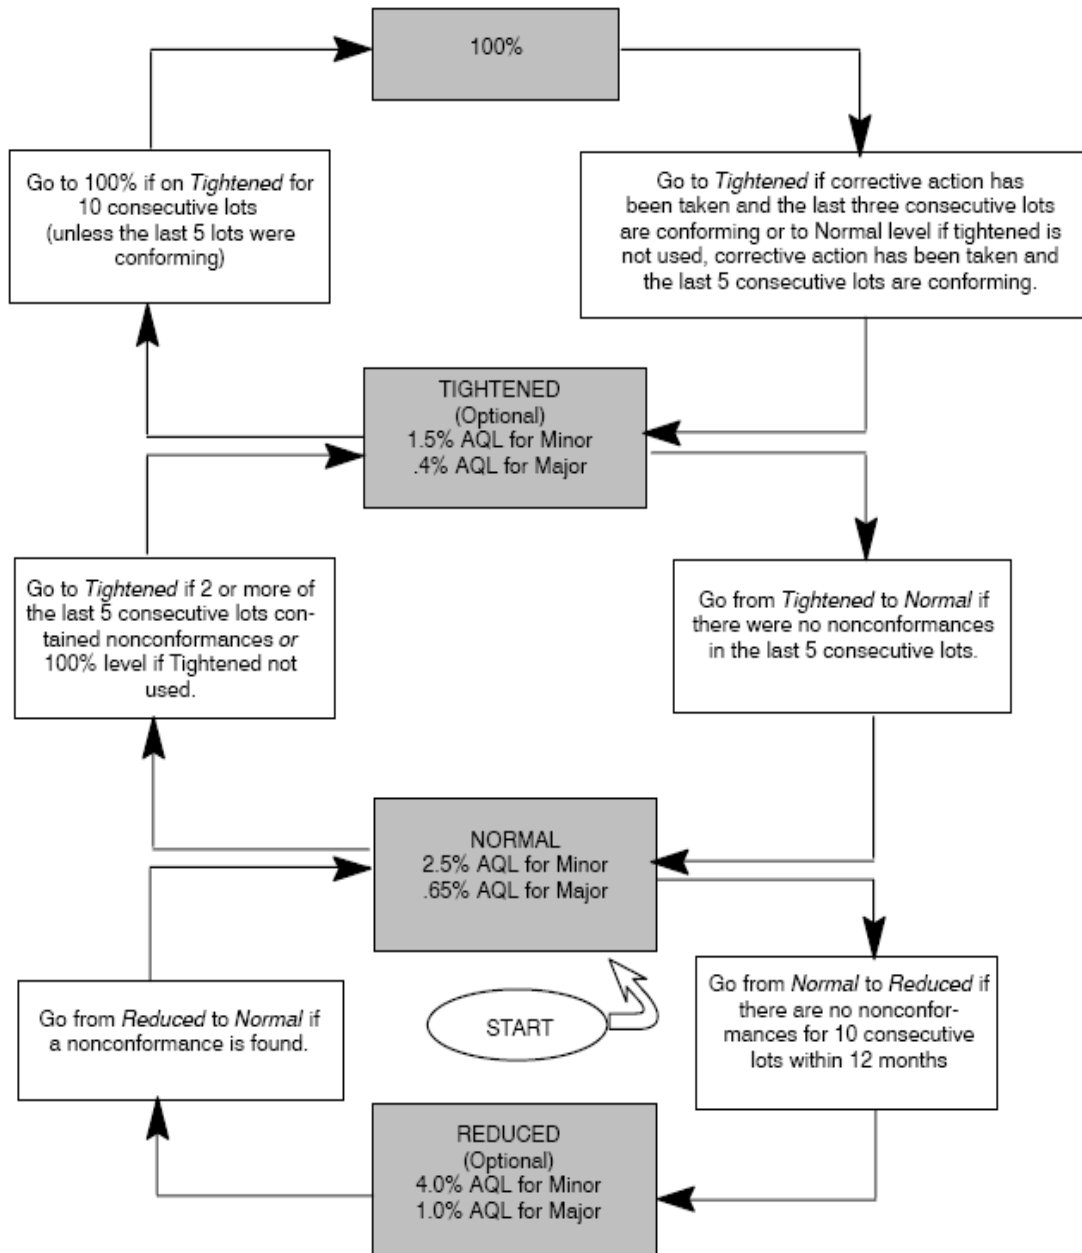 100%
Go to 100% if on Tightened for
10 consecutive lots
(unless the last 5 lots were
conforming)
Go to Tightened if corrective action has
been taken and the last three consecutive lots
are conforming or to Normal level if tightened is
not used, corrective action has been taken and
the last 5 consecutive lots are conforming.
TIGHTENED
(Optional)
1.5% AQL for Minor
.4% AQL for Major
Go to Tightened if 2 or more of
the last 5 consecutive lots con-
tained nonconformances or
100% level if Tightened not
used.
Go from Tightened to Normal if
there were no nonconformances
in the last 5 consecutive lots.
NORMAL
2.5% AQL for Minor
.65% AQL for Major
Go from Reduced to Normal if
a nonconformance is found.
START
Go from Normal to Reduced if
there are no nonconfor-
mances for 10 consecutive
lots within 12 months
REDUCED
(Optional)
4.0% AQL for Minor
1.0% AQL for Major